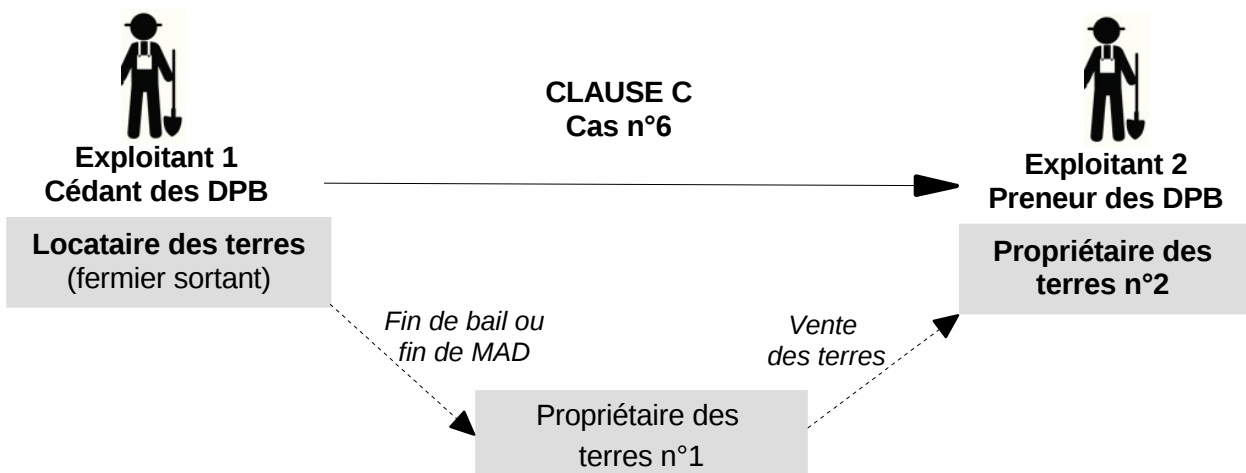 CLAUSE C
Cas n°6
Exploitant 1
Cédant des DPB
Exploitant 2
Preneur des DPB
Locataire des terres
(fermier sortant)
Propriétaire des
terres n°2
Fin de bail ou
fin de MAD
Vente
des terres
Propriétaire des
terres n°1